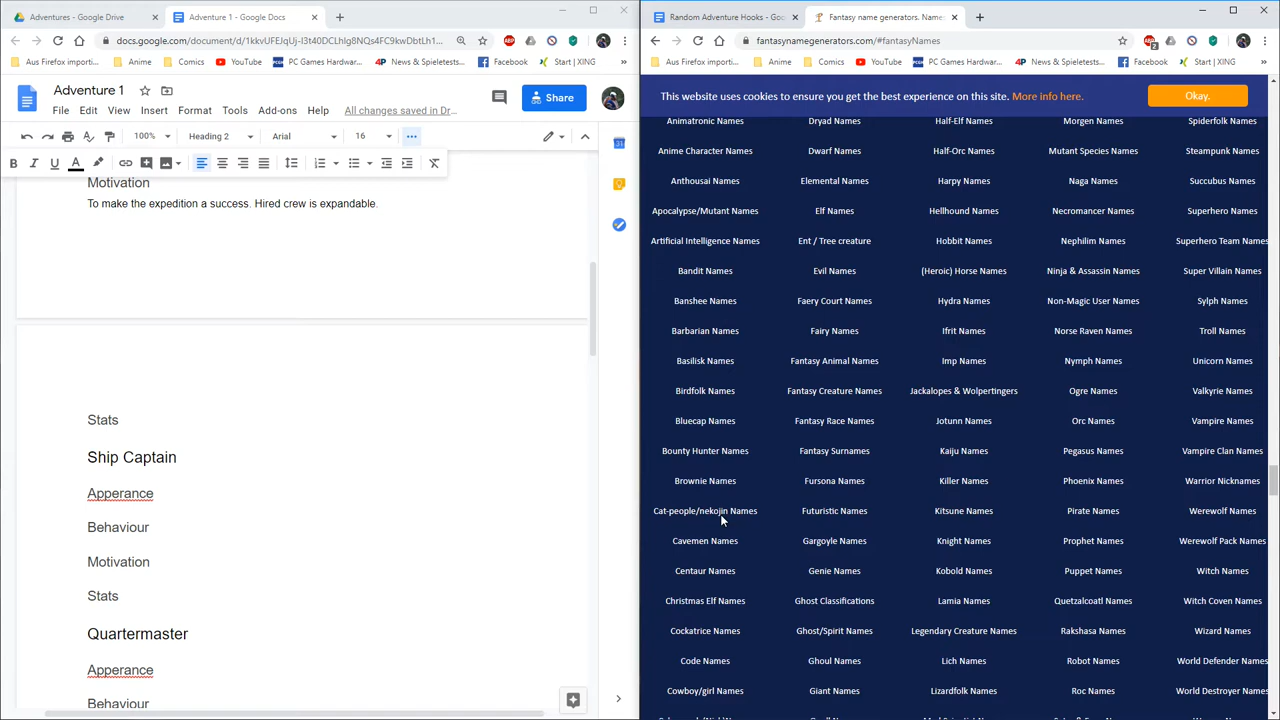 Adventures - Google Drive
Adventure 1 - Google Docs
docs.google.com/document/d/1kkvUFEJqUj-I3t40DCLhlg8NQs4FC9kwDbtLh1...
Aus Firefox importi...
Anime
Comics
YouTube
PC Games Hardwar...
News & Spieletests...
Facebook
Start | XING
Adventure 1
File Edit View Insert Format Tools Add-ons Help All changes saved in Dr...
Share
100% Heading 2 Arial 16
Motivation
To make the expedition a success. Hired crew is expandable.
Stats
Ship Captain
Apperance
Behaviour
Motivation
Stats
Quartermaster
Apperance
Behaviour
Random Adventure Hooks - Goo
Fantasy name generators. Names
fantasynamegenerators.com/#fantasyNames
Aus Firefox importi...
Anime
Comics
YouTube
PC Games Hardwar...
News & Spieletests...
Facebook
Start | XING
This website uses cookies to ensure you get the best experience on this site. More info here.
Okay.
Animatronic Names Dryad Names Half-Elf Names Morgen Names Spiderfolk Names
Anime Character Names Dwarf Names Half-Orc Names Mutant Species Names Steampunk Names
Anthousai Names Elemental Names Harpy Names Naga Names Succubus Names
Apocalypse/Mutant Names Elf Names Hellhound Names Necromancer Names Superhero Names
Artificial Intelligence Names Ent / Tree creature Hobbit Names Nephilim Names Superhero Team Names
Bandit Names Evil Names (Heroic) Horse Names Ninja & Assassin Names Super Villain Names
Banshee Names Faery Court Names Hydra Names Non-Magic User Names Sylph Names
Barbarian Names Fairy Names Ifrit Names Norse Raven Names Troll Names
Basilisk Names Fantasy Animal Names Imp Names Nymph Names Unicorn Names
Birdfolk Names Fantasy Creature Names Jackalopes & Wolpertingers Ogre Names Valkyrie Names
Bluecap Names Fantasy Race Names Jotunn Names Orc Names Vampire Names
Bounty Hunter Names Fantasy Surnames Kaiju Names Pegasus Names Vampire Clan Names
Brownie Names Fursona Names Killer Names Phoenix Names Warrior Nicknames
Cat-people/nekojin Names Futuristic Names Kitsune Names Pirate Names Werewolf Names
Cavemen Names Gargoyle Names Knight Names Prophet Names Werewolf Pack Names
Centaur Names Genie Names Kobold Names Puppet Names Witch Names
Christmas Elf Names Ghost Classifications Lamia Names Quetzalcoatl Names Witch Coven Names
Cockatrice Names Ghost/Spirit Names Legendary Creature Names Rakshasa Names Wizard Names
Code Names Ghoul Names Lich Names Robot Names World Defender Names
Cowboy/girl Names Giant Names Lizardfolk Names Roc Names World Destroyer Names